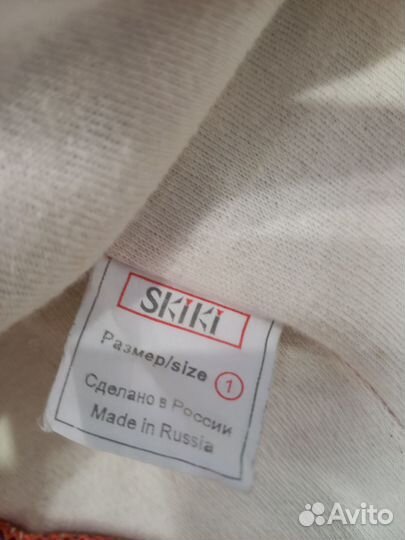 SKiKi
Размер/size 1
Сделано в России
Made in Russia
Avito